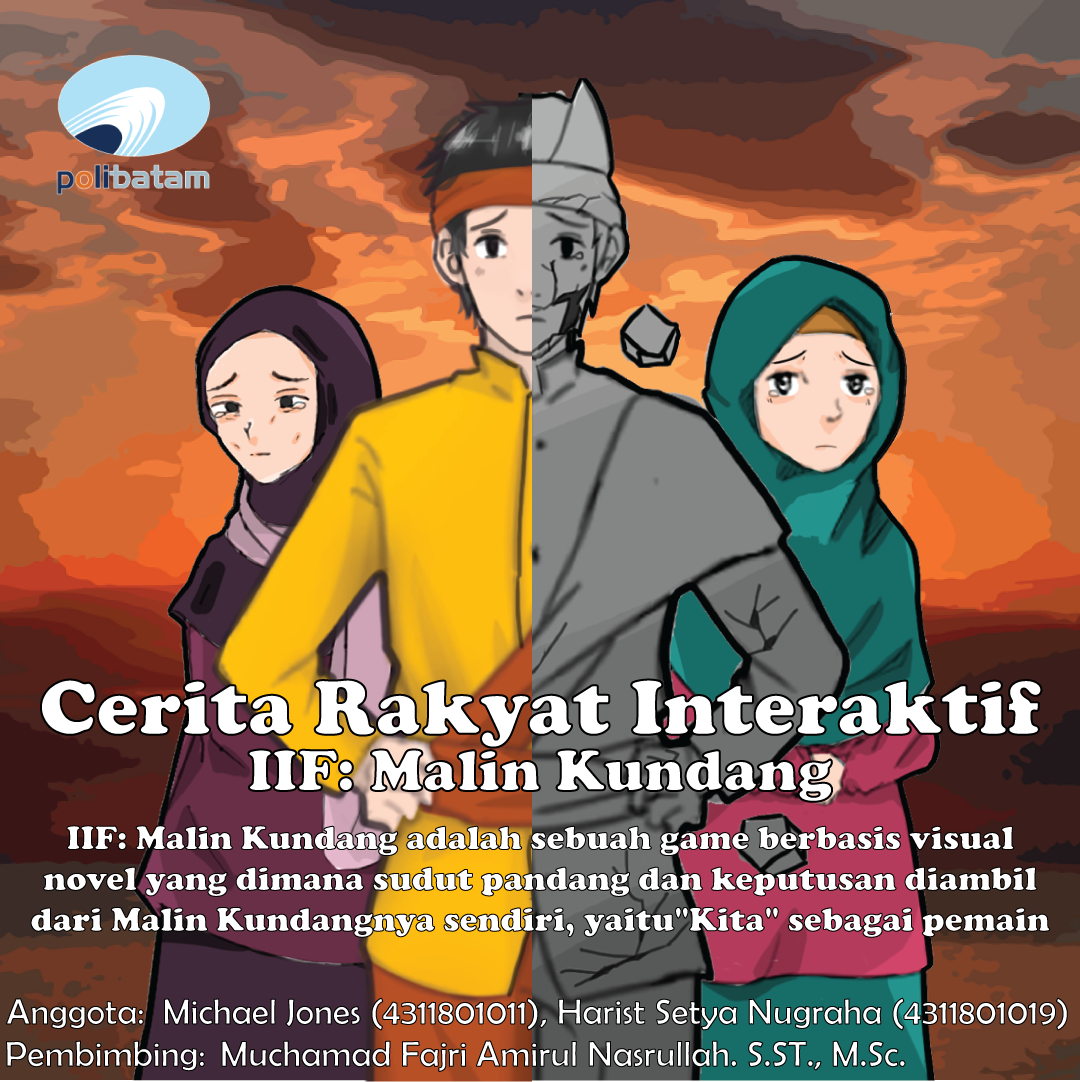 polibatam
Cerita Rakyat Interaktif
IIF: Malin Kundang
IIF: Malin Kundang adalah sebuah game berbasis visual
novel yang dimana sudut pandang dan keputusan diambil
dari Malin Kundangnya sendiri, yaitu"Kita" sebagai pemain
Anggota: Michael Jones (4311801011), Harist Setya Nugraha (4311801019)
Pembimbing: Muchamad Fajri Amirul Nasrullah. S.ST., M.Sc.